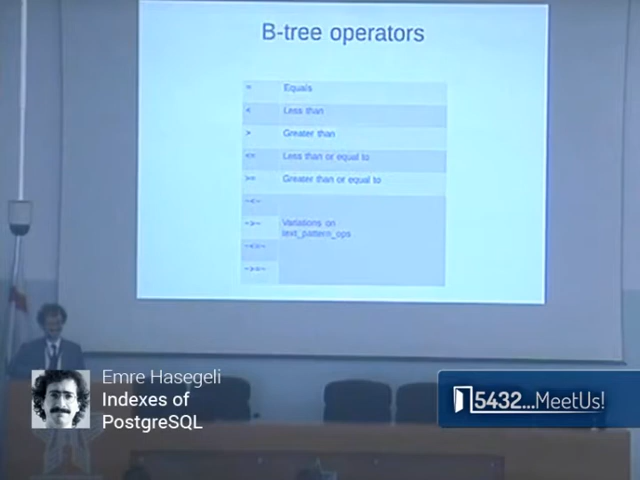 B-tree operators
= Equals
< Less than
> Greater than
<= Less than or equal to
>= Greater than or equal to
~<~
~>~ Variations on
text_pattern_ops
~<=~
~>=~
Emre Hasegeli
Indexes of
PostgreSQL
5432...MeetUs!